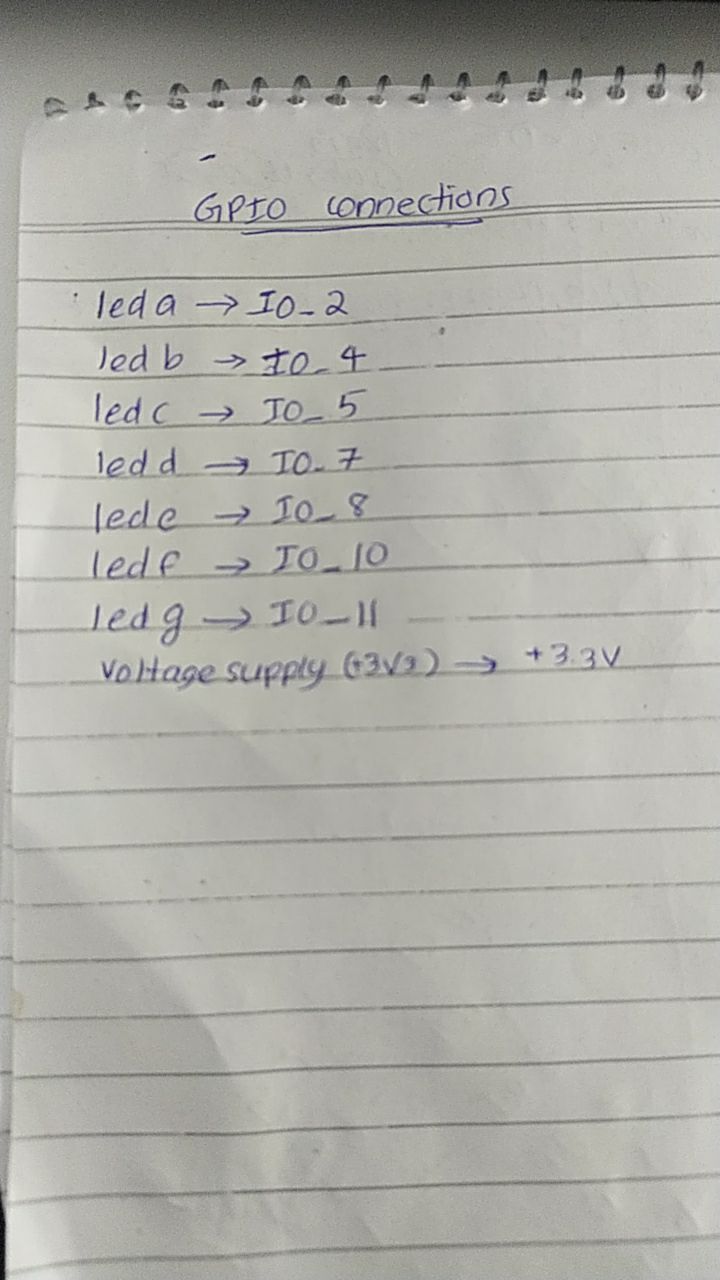 GPIO connections
led a → IO_2
led b → IO_4
led c → IO_5
led d → IO_7
led e → IO_8
led f → IO_10
led g → IO_11
Voltage supply (+3V3) → +3.3V